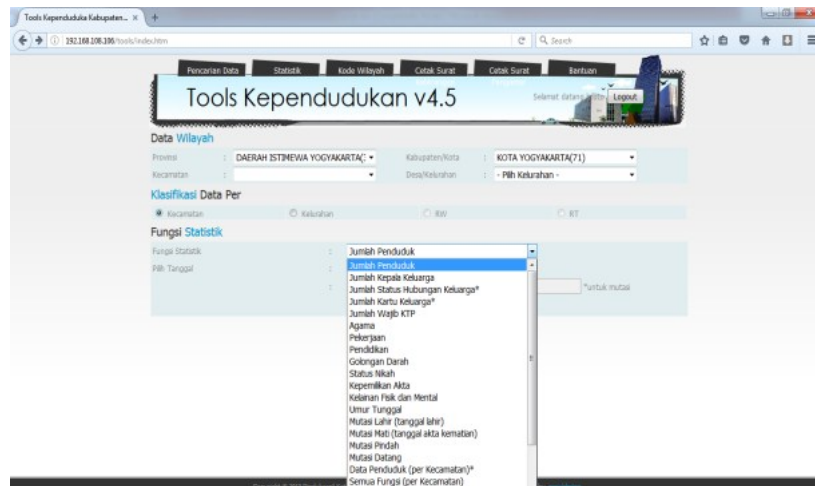 Tools Kependuduka Kabupaten...
192.168.108.106/tools/index.htm
Search
Pencarian Data Statistik Kode Wilayah Cetak Surat Cetak Surat Bantuan
Tools Kependudukan v4.5
Selamat datang
Logout
Data Wilayah
Provinsi : DAERAH ISTIMEWA YOGYAKARTA(: Kabupaten/Kota : KOTA YOGYAKARTA(71)
Kecamatan : Desa/Kelurahan : - Pilih Kelurahan -
Klasifikasi Data Per
Kecamatan Kelurahan RW RT
Fungsi Statistik
Fungsi Statistik : Jumlah Penduduk
Pilih Tanggal :
: *untuk mutasi
Jumlah Penduduk
Jumlah Kepala Keluarga
Jumlah Status Hubungan Keluarga*
Jumlah Kartu Keluarga*
Jumlah Wajib KTP
Agama
Pekerjaan
Pendidikan
Golongan Darah
Status Nikah
Kepemilikan Akta
Kelainan Fisik dan Mental
Umur Tunggal
Mutasi Lahir (tanggal lahir)
Mutasi Mati (tanggal akta kematian)
Mutasi Pindah
Mutasi Datang
Data Penduduk (per Kecamatan)*
Semua Fungsi (per Kecamatan)